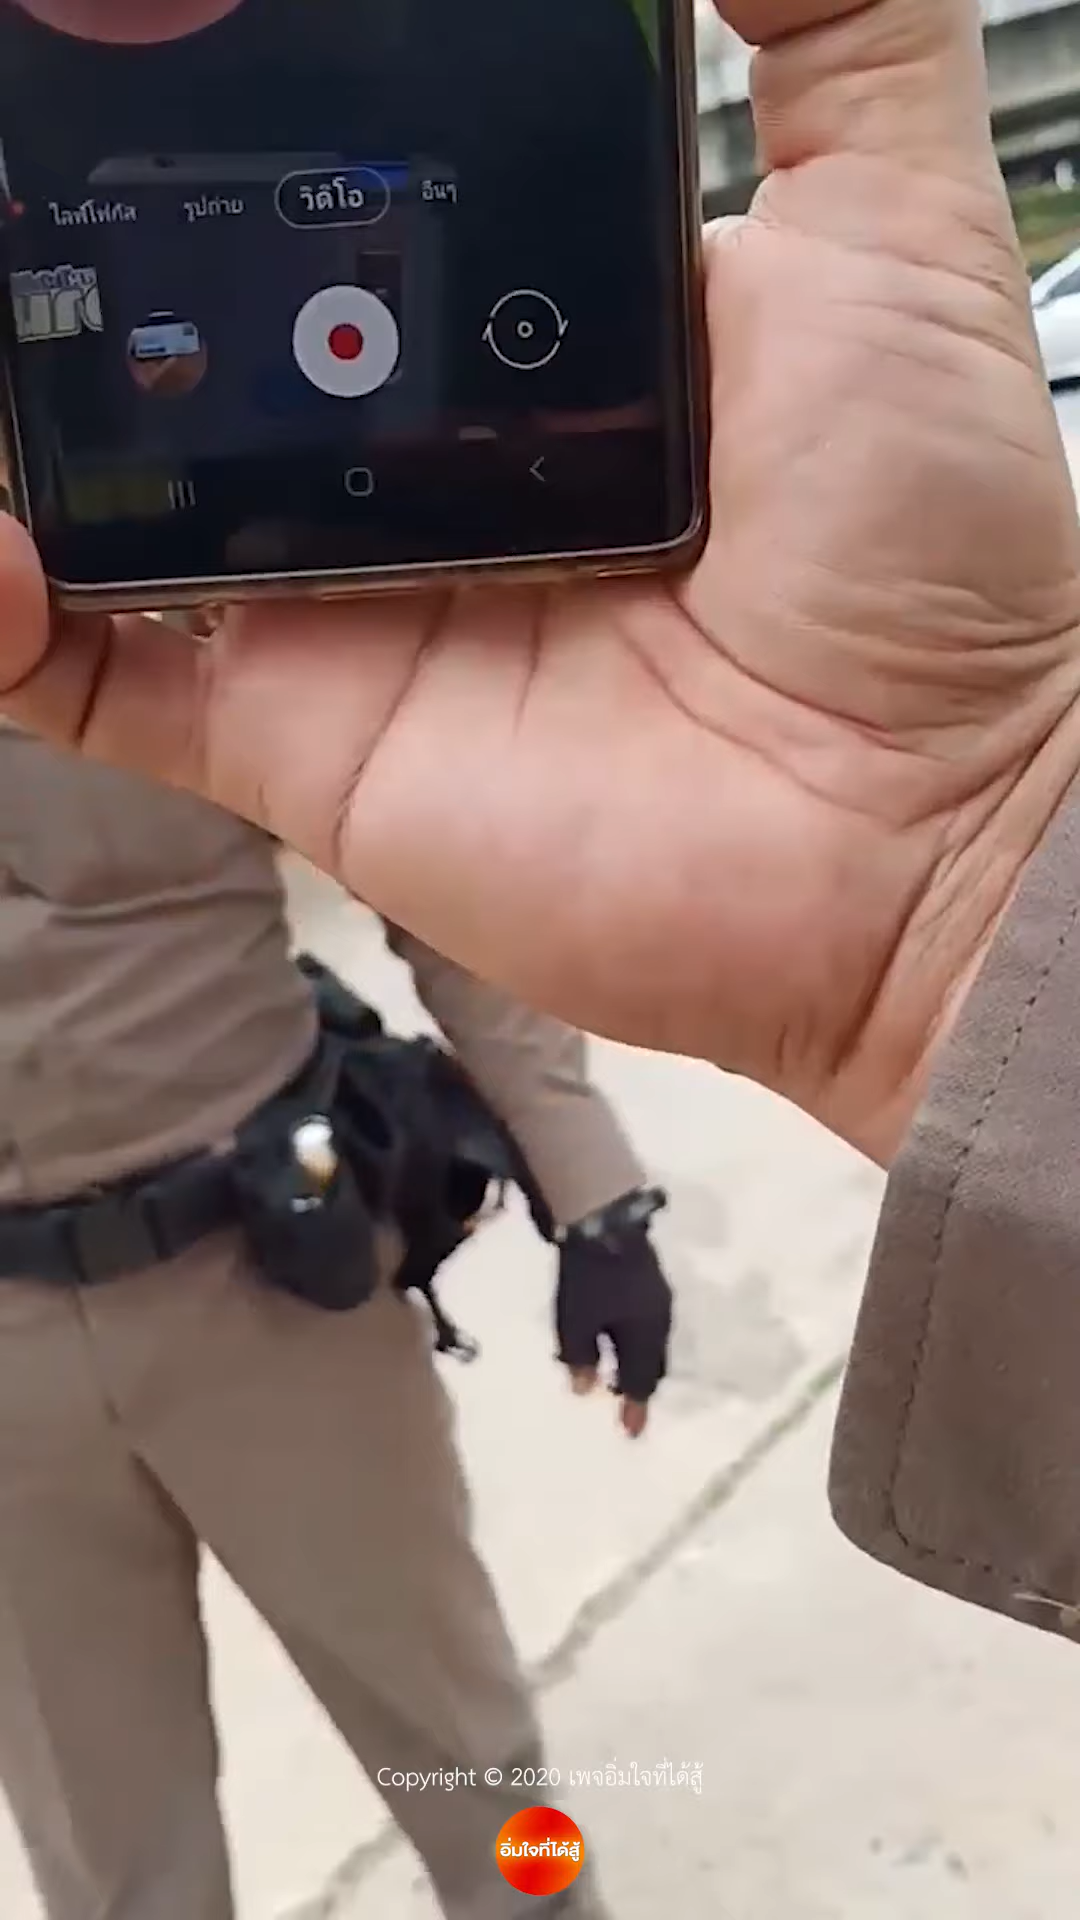 ไลฟ์โฟกัส รูปถ่าย วิดีโอ อื่นๆ
Copyright © 2020 เพจอิ่มใจที่ได้สู้
อิ่มใจที่ได้สู้